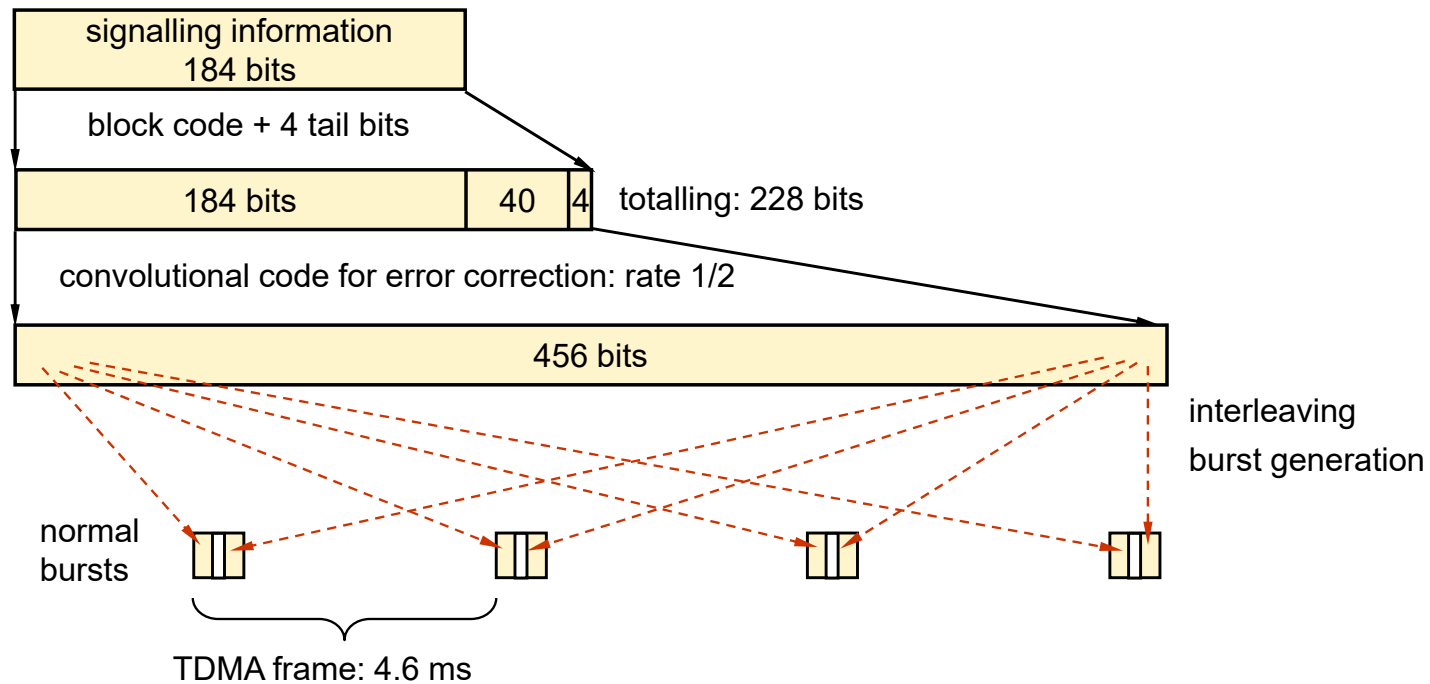 signalling information
184 bits
block code + 4 tail bits
184 bits
40
4
totalling: 228 bits
convolutional code for error correction: rate 1/2
456 bits
interleaving
burst generation
normal
bursts
TDMA frame: 4.6 ms